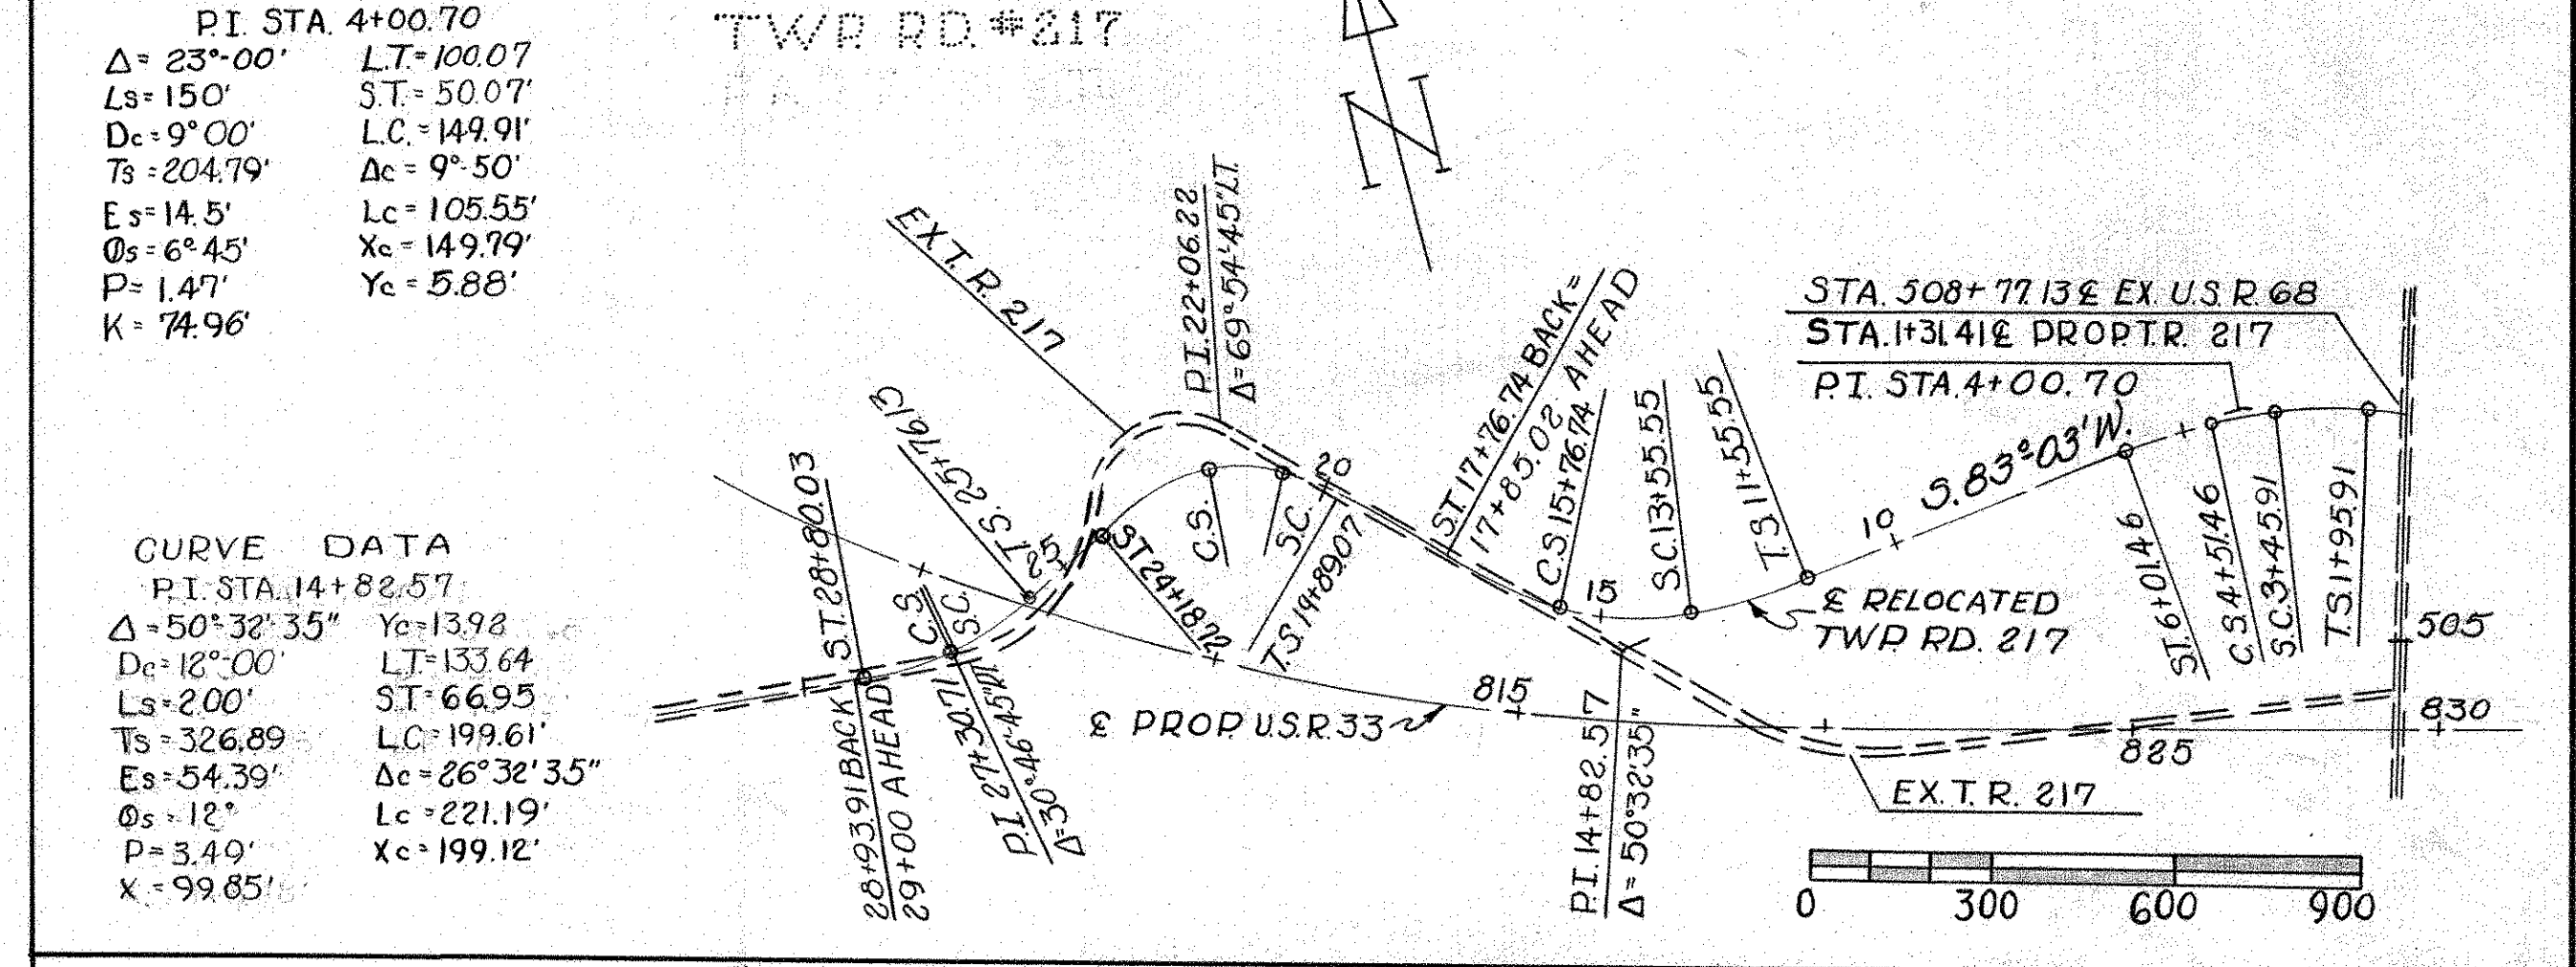 TWP. RD. #217
P.I. STA. 4+00.70
Δ= 23°-00' L.T.= 100.07
Ls= 150' S.T.= 50.07'
Dc= 9°00' L.C.= 149.91'
Ts= 204.79' Δc= 9°-50'
Es= 14.5' Lc= 105.55'
Øs= 6°45' Xc= 149.79'
P= 1.47' Yc= 5.88'
K= 74.96'
CURVE DATA
P.I. STA. 14+82.57
Δ=50°32'35" Yc=13.98
Dc=12°-00' LT=133.64
Ls=200' ST=66.95
Ts=326.89 L.C=199.61'
Es=54.39' Δc=26°32'35"
Øs=12° Lc=221.19'
P=3.49' Xc=199.12'
X=99.85'
N
EX.T.R. 217
P.I. 22+06.22
Δ=69°-54'-45"LT.
T.S. 25+76.13
25
S.T. 28+80.03
28+93.91 BACK
29+00 AHEAD
C.S.
S.C.
P.I. 27+30.71
Δ=30°-46'-45"RT
S.T. 24+18.72
C.S.
S.C.
20
T.S. 19+89.07
S.T. 17+76.74 BACK=
17+85.02 AHEAD
C.S. 15+76.74
15
S.C. 13+55.55
T.S. 11+55.55
10
S. 83°-03' W.
P.I. 14+82.57
Δ= 50°32'35"
STA. 508+77.13 ℄ EX. U.S.R. 68
STA. 1+31.41 ℄ PROP. T.R. 217
P.I. STA. 4+00.70
S.T. 6+01.46
C.S. 4+51.46
S.C. 3+45.91
T.S. 1+95.91
℄ RELOCATED
TWP. RD. 217
505
℄ PROP. U.S.R. 33
815
825
830
EX. T. R. 217
0 300 600 900